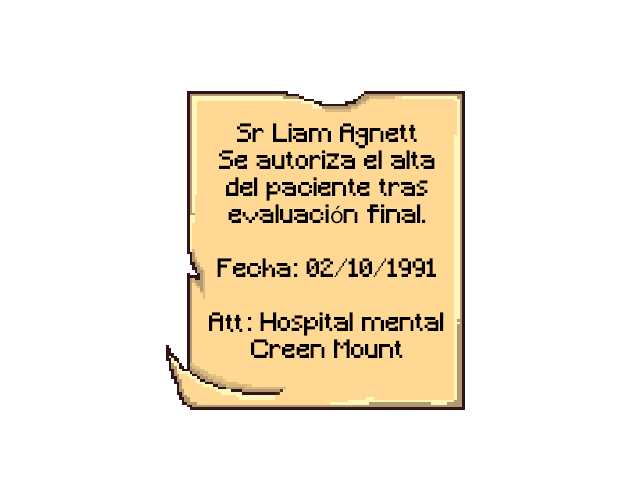 Sr Liam Agnett
Se autoriza el alta
del paciente tras
evaluación final.
Fecha: 02/10/1991
Att: Hospital mental
Creen Mount